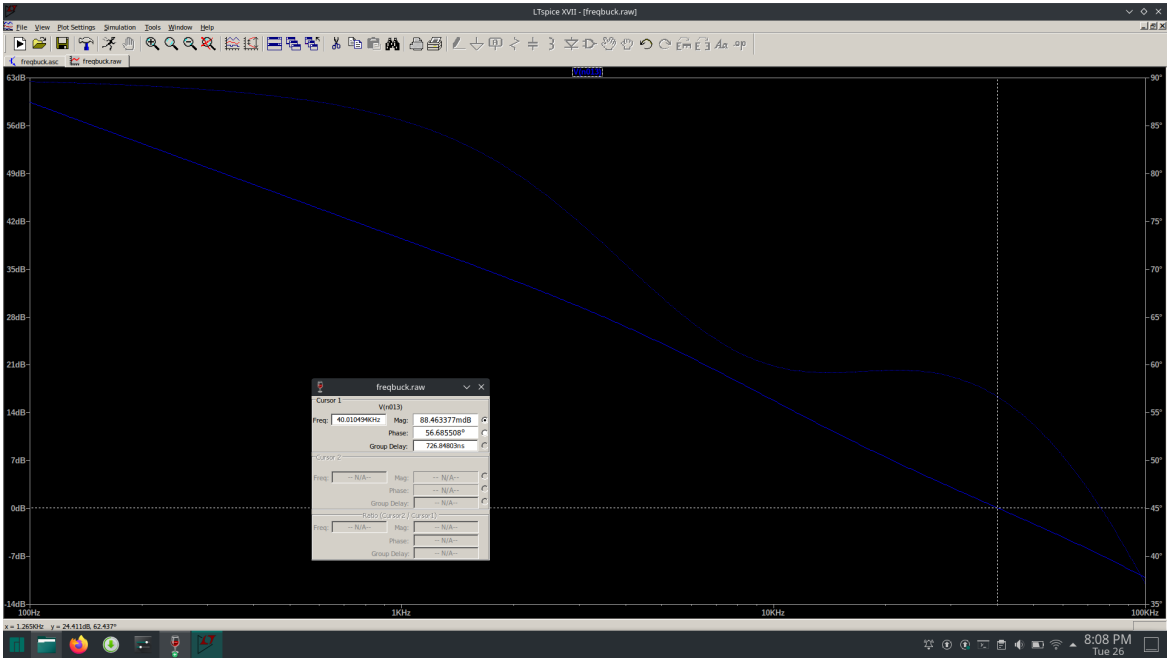 LTspice XVII - [freqbuck.raw]
File View Plot Settings Simulation Tools Window Help
freqbuck.asc freqbuck.raw
V(n013)
63dB 90°
56dB 85°
49dB 80°
42dB 75°
35dB 70°
28dB 65°
21dB 60°
14dB 55°
7dB 50°
0dB 45°
-7dB 40°
-14dB 35°
100Hz 1KHz 10KHz 100KHz
freqbuck.raw
Cursor 1
V(n013)
Freq: 40.010494KHz Mag: 88.463377mdB
Phase: 56.685508°
Group Delay: 726.84803ns
Cursor 2
Freq: -- N/A-- Mag: -- N/A--
Phase: -- N/A--
Group Delay: -- N/A--
Ratio (Cursor2 / Cursor1)
Freq: -- N/A-- Mag: -- N/A--
Phase: -- N/A--
Group Delay: -- N/A--
x = 1.265KHz y = 24.411dB, 62.437°
8:08 PM
Tue 26